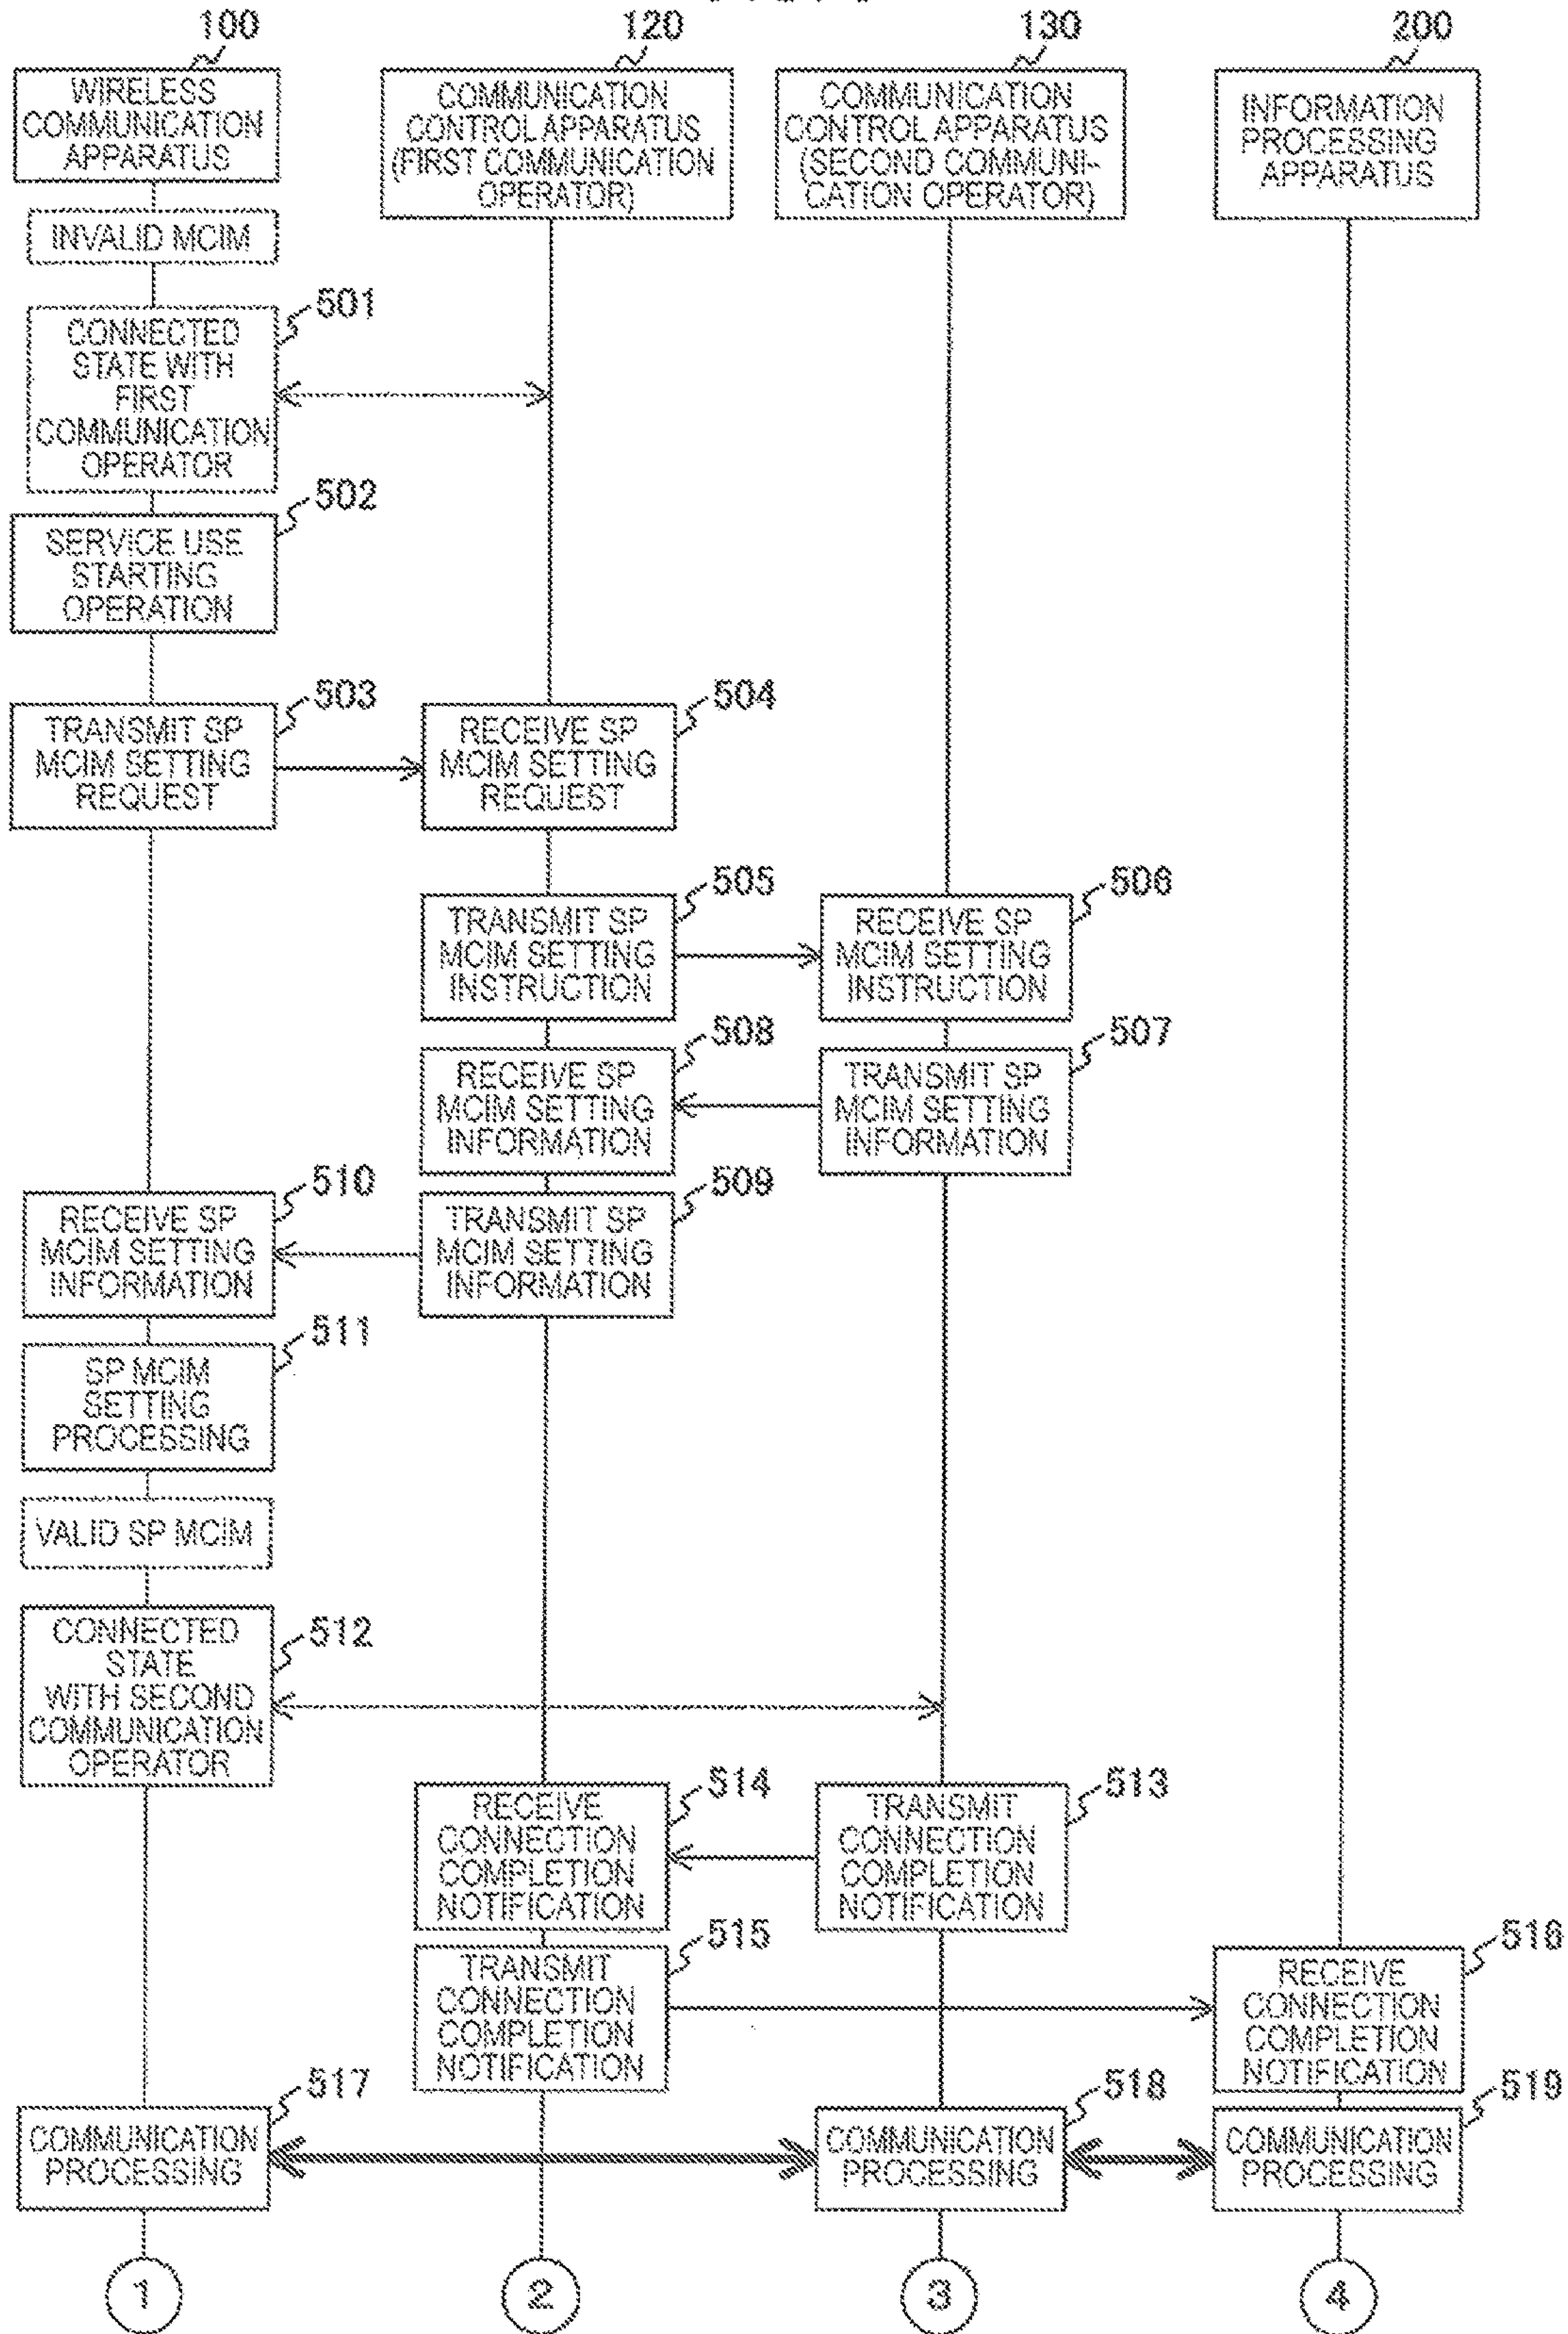 100
120
130
200
WIRELESS
COMMUNICATION
APPARATUS
COMMUNICATION
CONTROL APPARATUS
(FIRST COMMUNICATION
OPERATOR)
COMMUNICATION
CONTROL APPARATUS
(SECOND COMMUNI-
CATION OPERATOR)
INFORMATION
PROCESSING
APPARATUS
INVALID MCIM
501
CONNECTED
STATE WITH
FIRST
COMMUNICATION
OPERATOR
502
SERVICE USE
STARTING
OPERATION
503
TRANSMIT SP
MCIM SETTING
REQUEST
504
RECEIVE SP
MCIM SETTING
REQUEST
505
TRANSMIT SP
MCIM SETTING
INSTRUCTION
506
RECEIVE SP
MCIM SETTING
INSTRUCTION
508
RECEIVE SP
MCIM SETTING
INFORMATION
507
TRANSMIT SP
MCIM SETTING
INFORMATION
510
RECEIVE SP
MCIM SETTING
INFORMATION
509
TRANSMIT SP
MCIM SETTING
INFORMATION
511
SP MCIM
SETTING
PROCESSING
VALID SP MCIM
512
CONNECTED
STATE
WITH SECOND
COMMUNICATION
OPERATOR
514
RECEIVE
CONNECTION
COMPLETION
NOTIFICATION
513
TRANSMIT
CONNECTION
COMPLETION
NOTIFICATION
515
TRANSMIT
CONNECTION
COMPLETION
NOTIFICATION
516
RECEIVE
CONNECTION
COMPLETION
NOTIFICATION
517
COMMUNICATION
PROCESSING
518
COMMUNICATION
PROCESSING
519
COMMUNICATION
PROCESSING
1
2
3
4